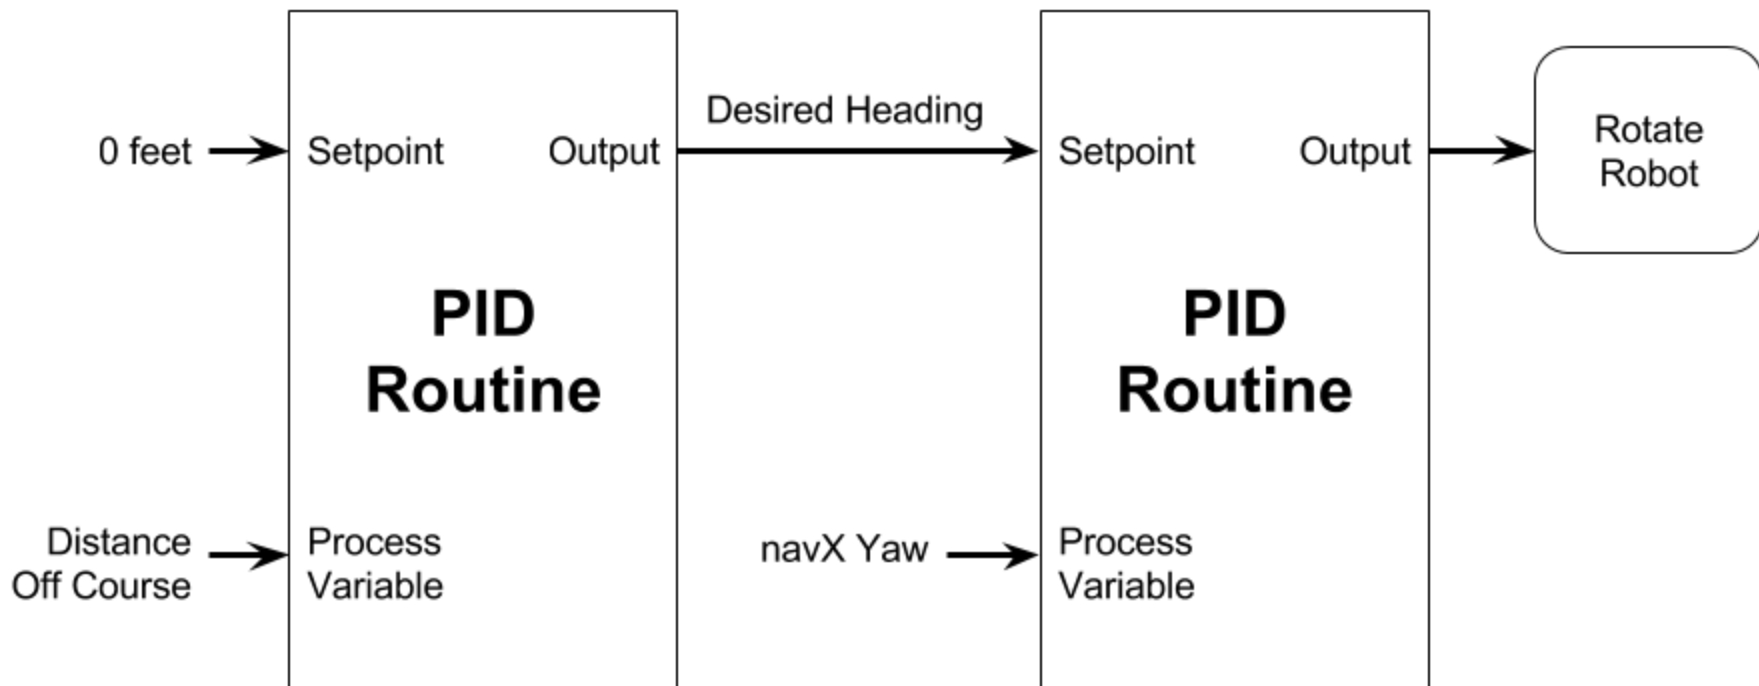 0 feet
Setpoint
Output
Desired Heading
Setpoint
Output
Rotate
Robot
PID
Routine
PID
Routine
Distance
Off Course
Process
Variable
navX Yaw
Process
Variable